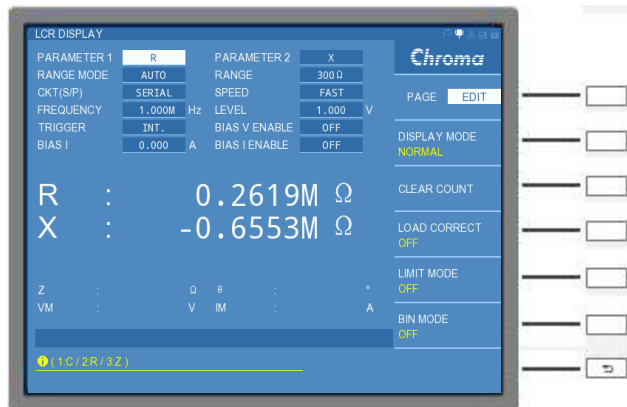 LCR DISPLAY
PARAMETER 1 R PARAMETER 2 X
RANGE MODE AUTO RANGE 300 Ω
CKT(S/P) SERIAL SPEED FAST
FREQUENCY 1.000M Hz LEVEL 1.000 V
TRIGGER INT. BIAS V ENABLE OFF
BIAS I 0.000 A BIAS I ENABLE OFF
R : 0.2619M Ω
X : -0.6553M Ω
Z : Ω θ : °
VM : V IM : A
( 1:C / 2:R / 3:Z )
Chroma
PAGE EDIT
DISPLAY MODE
NORMAL
CLEAR COUNT
LOAD CORRECT
OFF
LIMIT MODE
OFF
BIN MODE
OFF